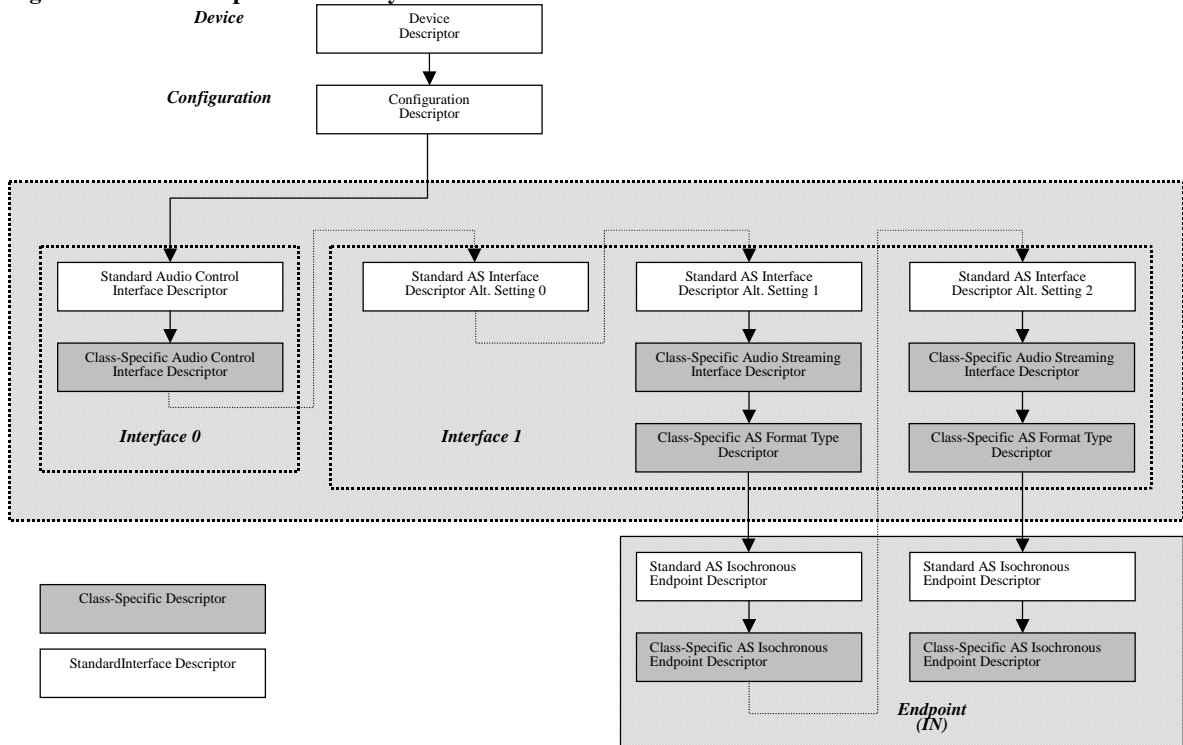 Device
Device
Descriptor
Configuration
Configuration
Descriptor
Standard Audio Control
Interface Descriptor
Standard AS Interface
Descriptor Alt. Setting 0
Standard AS Interface
Descriptor Alt. Setting 1
Standard AS Interface
Descriptor Alt. Setting 2
Class-Specific Audio Control
Interface Descriptor
Class-Specific Audio Streaming
Interface Descriptor
Class-Specific Audio Streaming
Interface Descriptor
Interface 0
Interface 1
Class-Specific AS Format Type
Descriptor
Class-Specific AS Format Type
Descriptor
Standard AS Isochronous
Endpoint Descriptor
Standard AS Isochronous
Endpoint Descriptor
Class-Specific Descriptor
Class-Specific AS Isochronous
Endpoint Descriptor
Class-Specific AS Isochronous
Endpoint Descriptor
StandardInterface Descriptor
Endpoint
(IN)